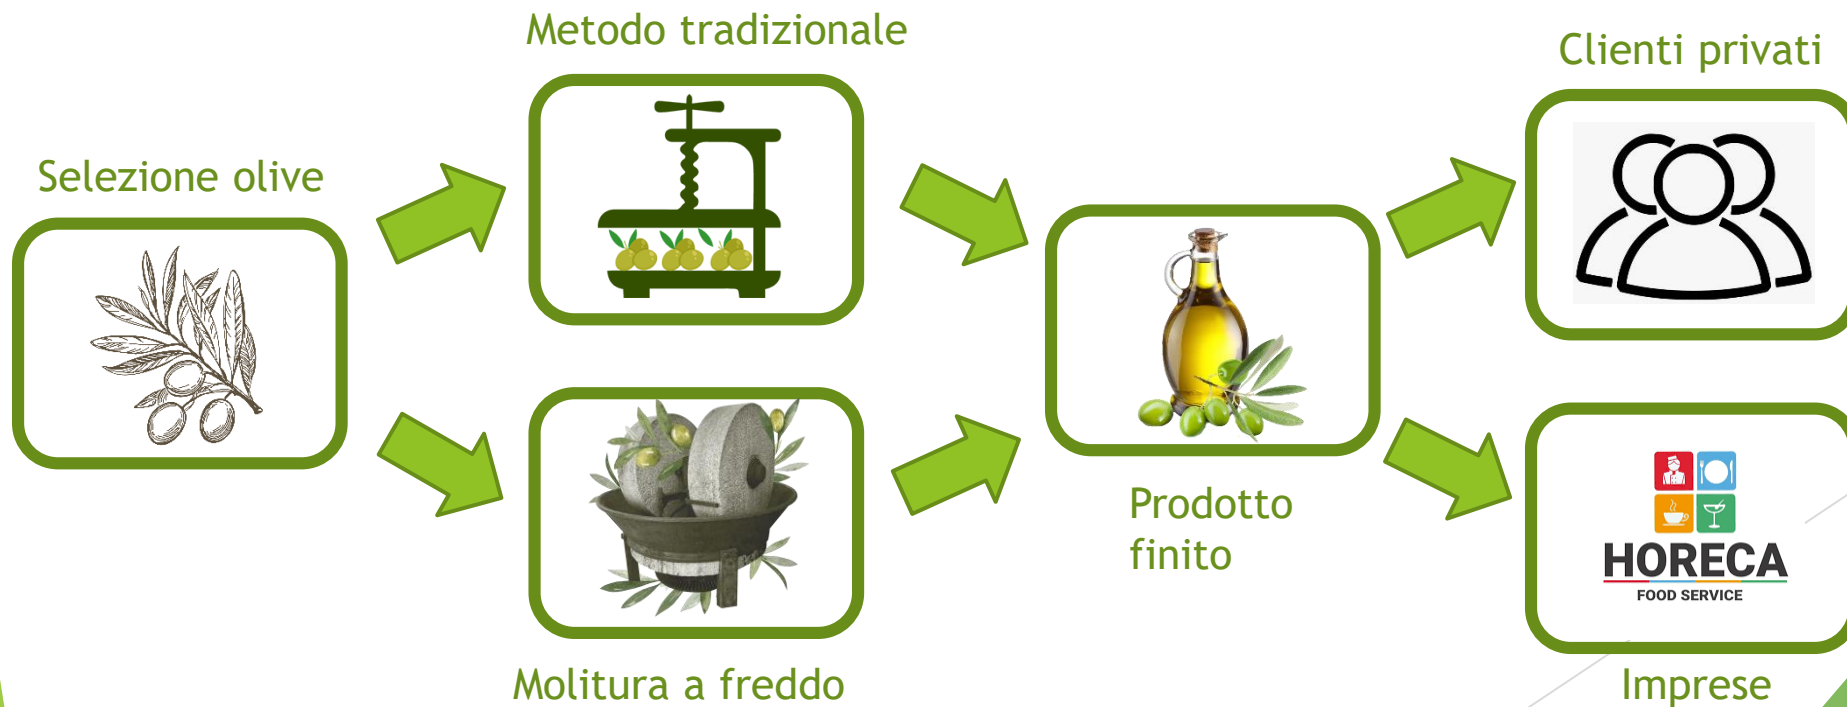 Selezione olive
Metodo tradizionale
Molitura a freddo
Prodotto
finito
Clienti privati
HORECA
FOOD SERVICE
Imprese